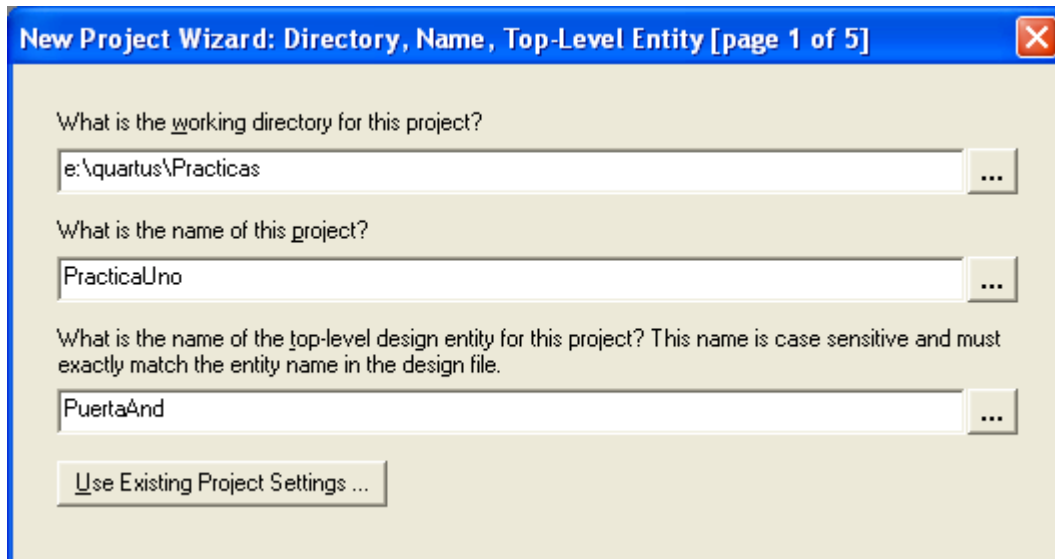 New Project Wizard: Directory, Name, Top-Level Entity [page 1 of 5]
What is the working directory for this project?
e:\quartus\Practicas
...
What is the name of this project?
PracticaUno
...
What is the name of the top-level design entity for this project? This name is case sensitive and must
exactly match the entity name in the design file.
PuertaAnd
...
Use Existing Project Settings ...